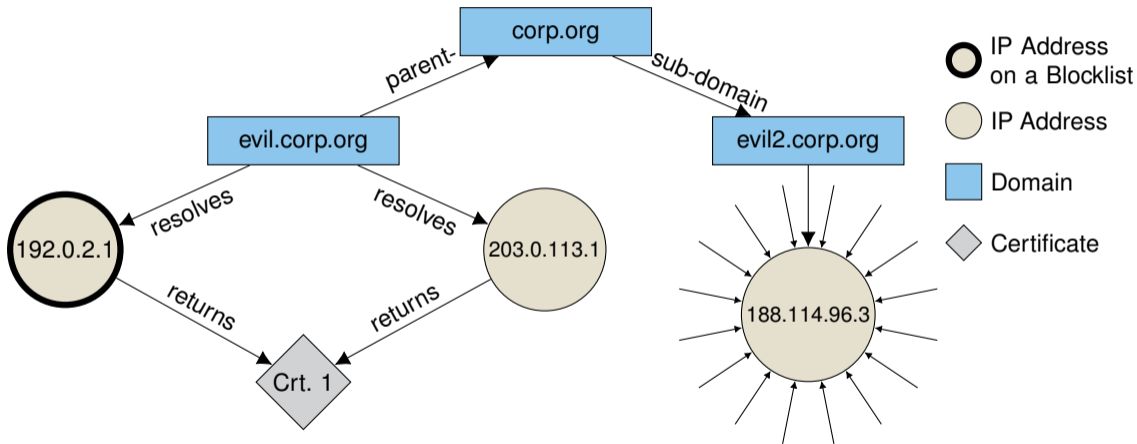 corp.org
parent-
sub-domain
evil.corp.org
evil2.corp.org
resolves
resolves
192.0.2.1
203.0.113.1
188.114.96.3
returns
returns
Crt. 1
IP Address
on a Blocklist
IP Address
Domain
Certificate